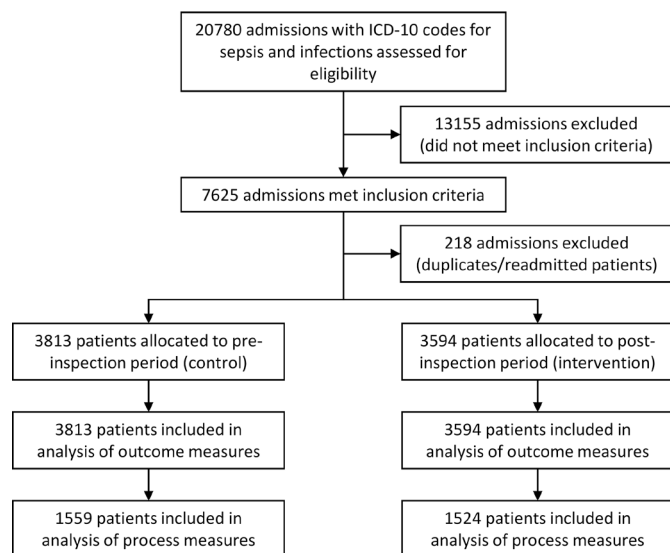 20780 admissions with ICD-10 codes for
sepsis and infections assessed for
eligibility
13155 admissions excluded
(did not meet inclusion criteria)
7625 admissions met inclusion criteria
218 admissions excluded
(duplicates/readmitted patients)
3813 patients allocated to pre-
inspection period (control)
3594 patients allocated to post-
inspection period (intervention)
3813 patients included in
analysis of outcome measures
3594 patients included in
analysis of outcome measures
1559 patients included in
analysis of process measures
1524 patients included in
analysis of process measures